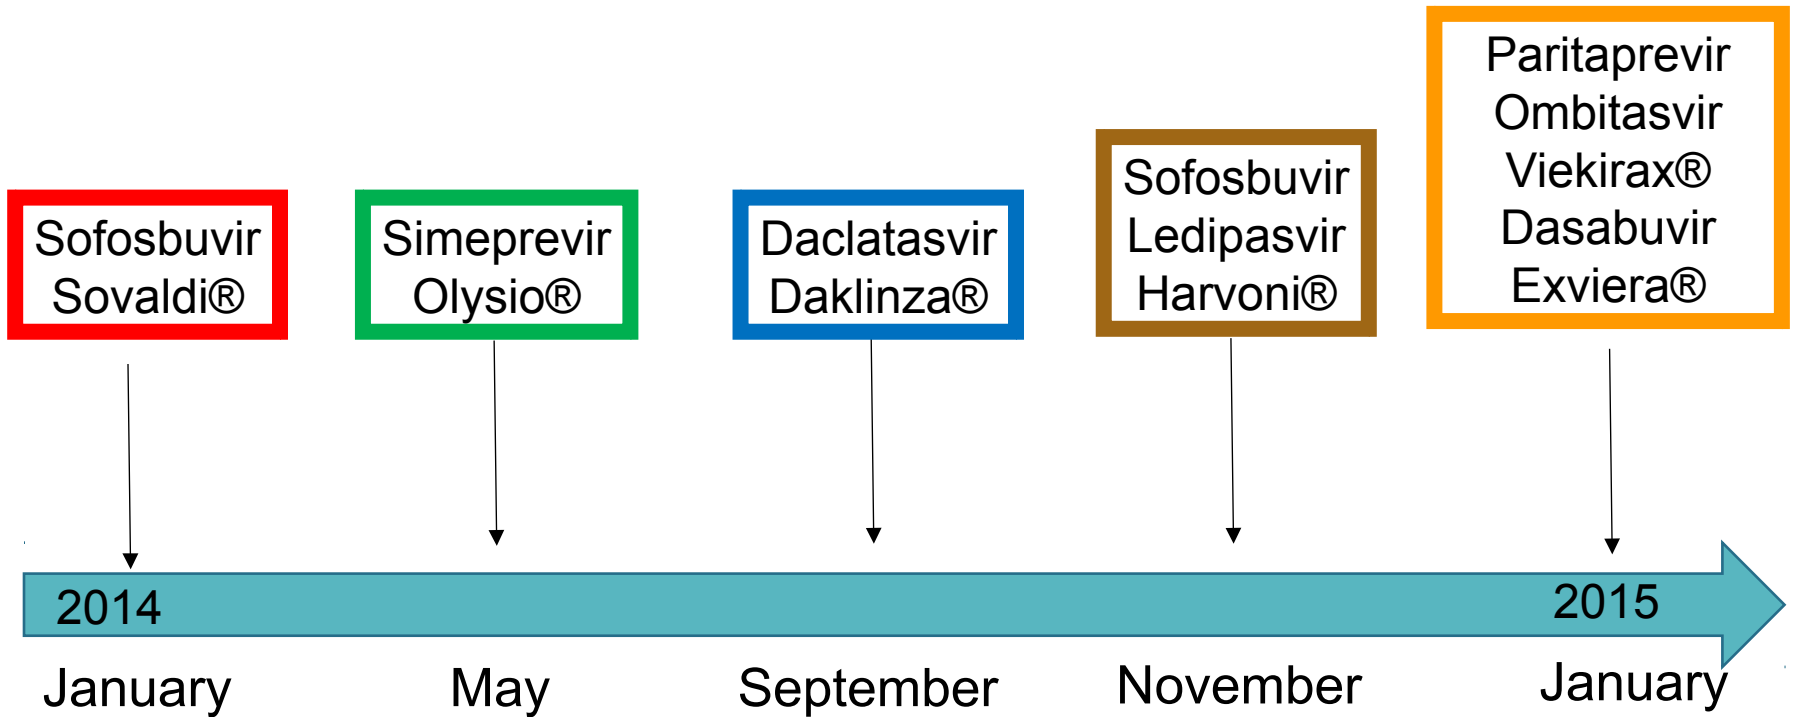 Sofosbuvir
Sovaldi®
Simeprevir
Olysio®
Daclatasvir
Daklinza®
Sofosbuvir
Ledipasvir
Harvoni®
Paritaprevir
Ombitasvir
Viekirax®
Dasabuvir
Exviera®
2014
2015
January
May
September
November
January